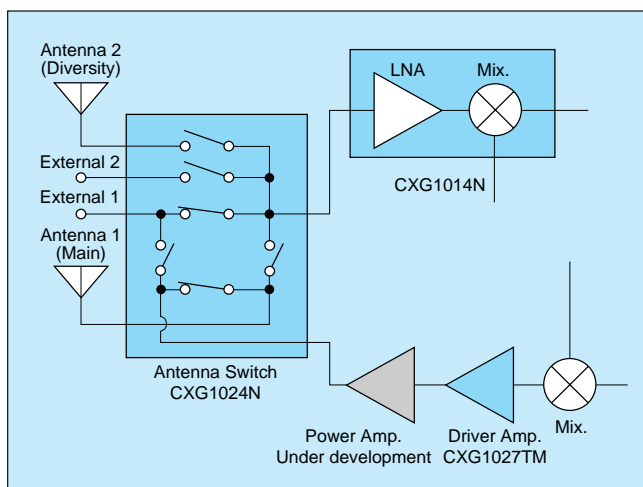 Antenna 2
(Diversity)
External 2
External 1
Antenna 1
(Main)
Antenna Switch
CXG1024N
LNA
Mix.
CXG1014N
Power Amp.
Under development
Driver Amp.
CXG1027TM
Mix.